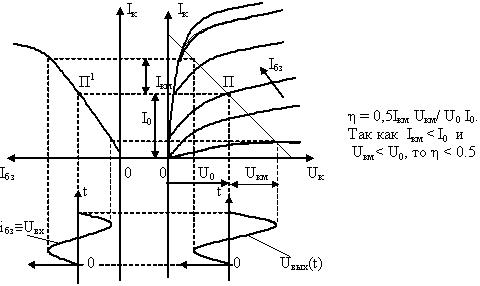 Iк
Iк
П¹
Iкм
П
Iбз
I₀
η = 0,5Iкм Uкм/ U₀ I₀.
Так как Iкм < I₀ и
Uкм < U₀, то η < 0.5
Iбз
0
0
U₀
Uкм
Uк
t
t
iбз≡Uвх
0
0
Uвых(t)